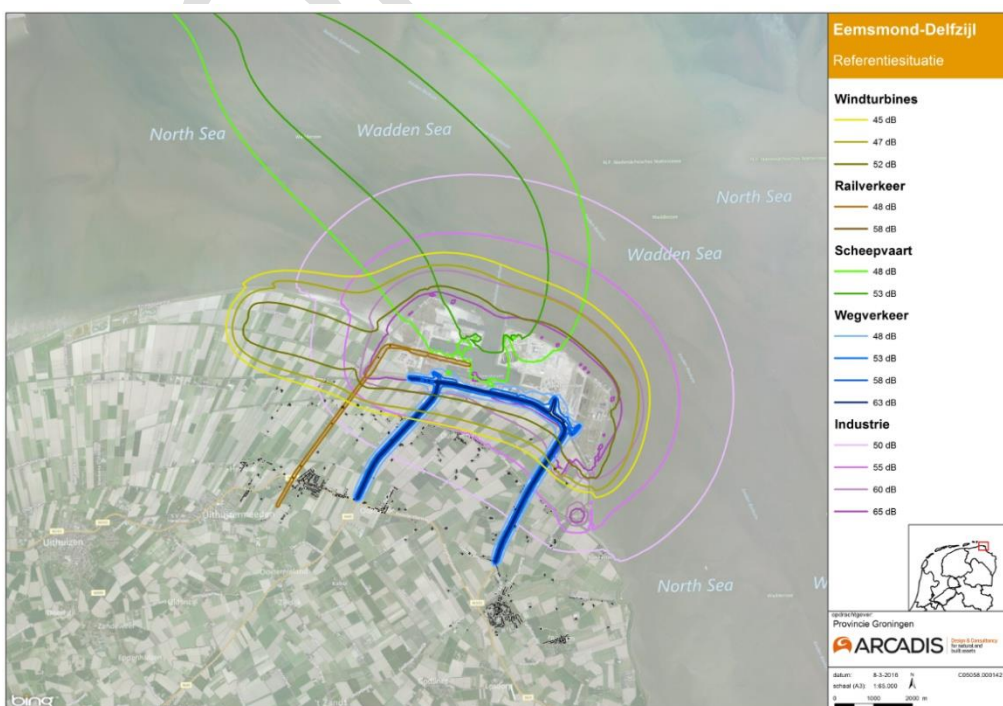 Eemsmond-Delfzijl
Referentiesituatie
Windturbines
45 dB
47 dB
52 dB
Railverkeer
48 dB
58 dB
Scheepvaart
48 dB
53 dB
Wegverkeer
48 dB
53 dB
58 dB
63 dB
Industrie
50 dB
55 dB
60 dB
65 dB
opdrachtgever:
Provincie Groningen
ARCADIS
Design & Consultancy
for natural and
built assets
datum: 8-3-2016
schaal (A3): 1:65.000
0 1000 2000 m
North Sea
Wadden Sea
North Sea
Wadden Sea
North Sea
W
Uithuizermeeden
Uithuizen
bing